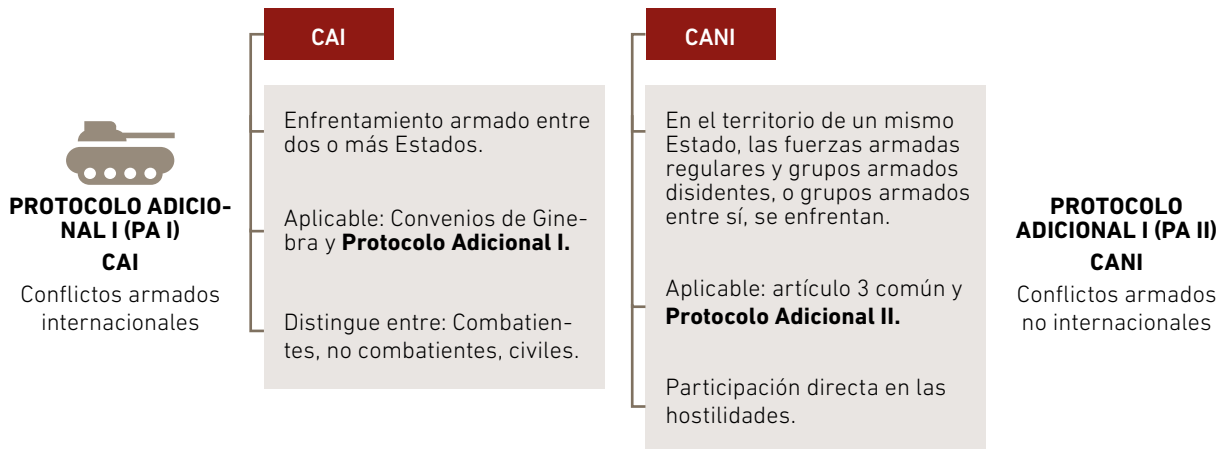 PROTOCOLO ADICIO-
NAL I (PA I)
CAI
Conflictos armados
internacionales
CAI
Enfrentamiento armado entre
dos o más Estados.
Aplicable: Convenios de Gine-
bra y Protocolo Adicional I.
Distingue entre: Combatien-
tes, no combatientes, civiles.
CANI
En el territorio de un mismo
Estado, las fuerzas armadas
regulares y grupos armados
disidentes, o grupos armados
entre sí, se enfrentan.
Aplicable: artículo 3 común y
Protocolo Adicional II.
Participación directa en las
hostilidades.
PROTOCOLO
ADICIONAL I (PA II)
CANI
Conflictos armados
no internacionales